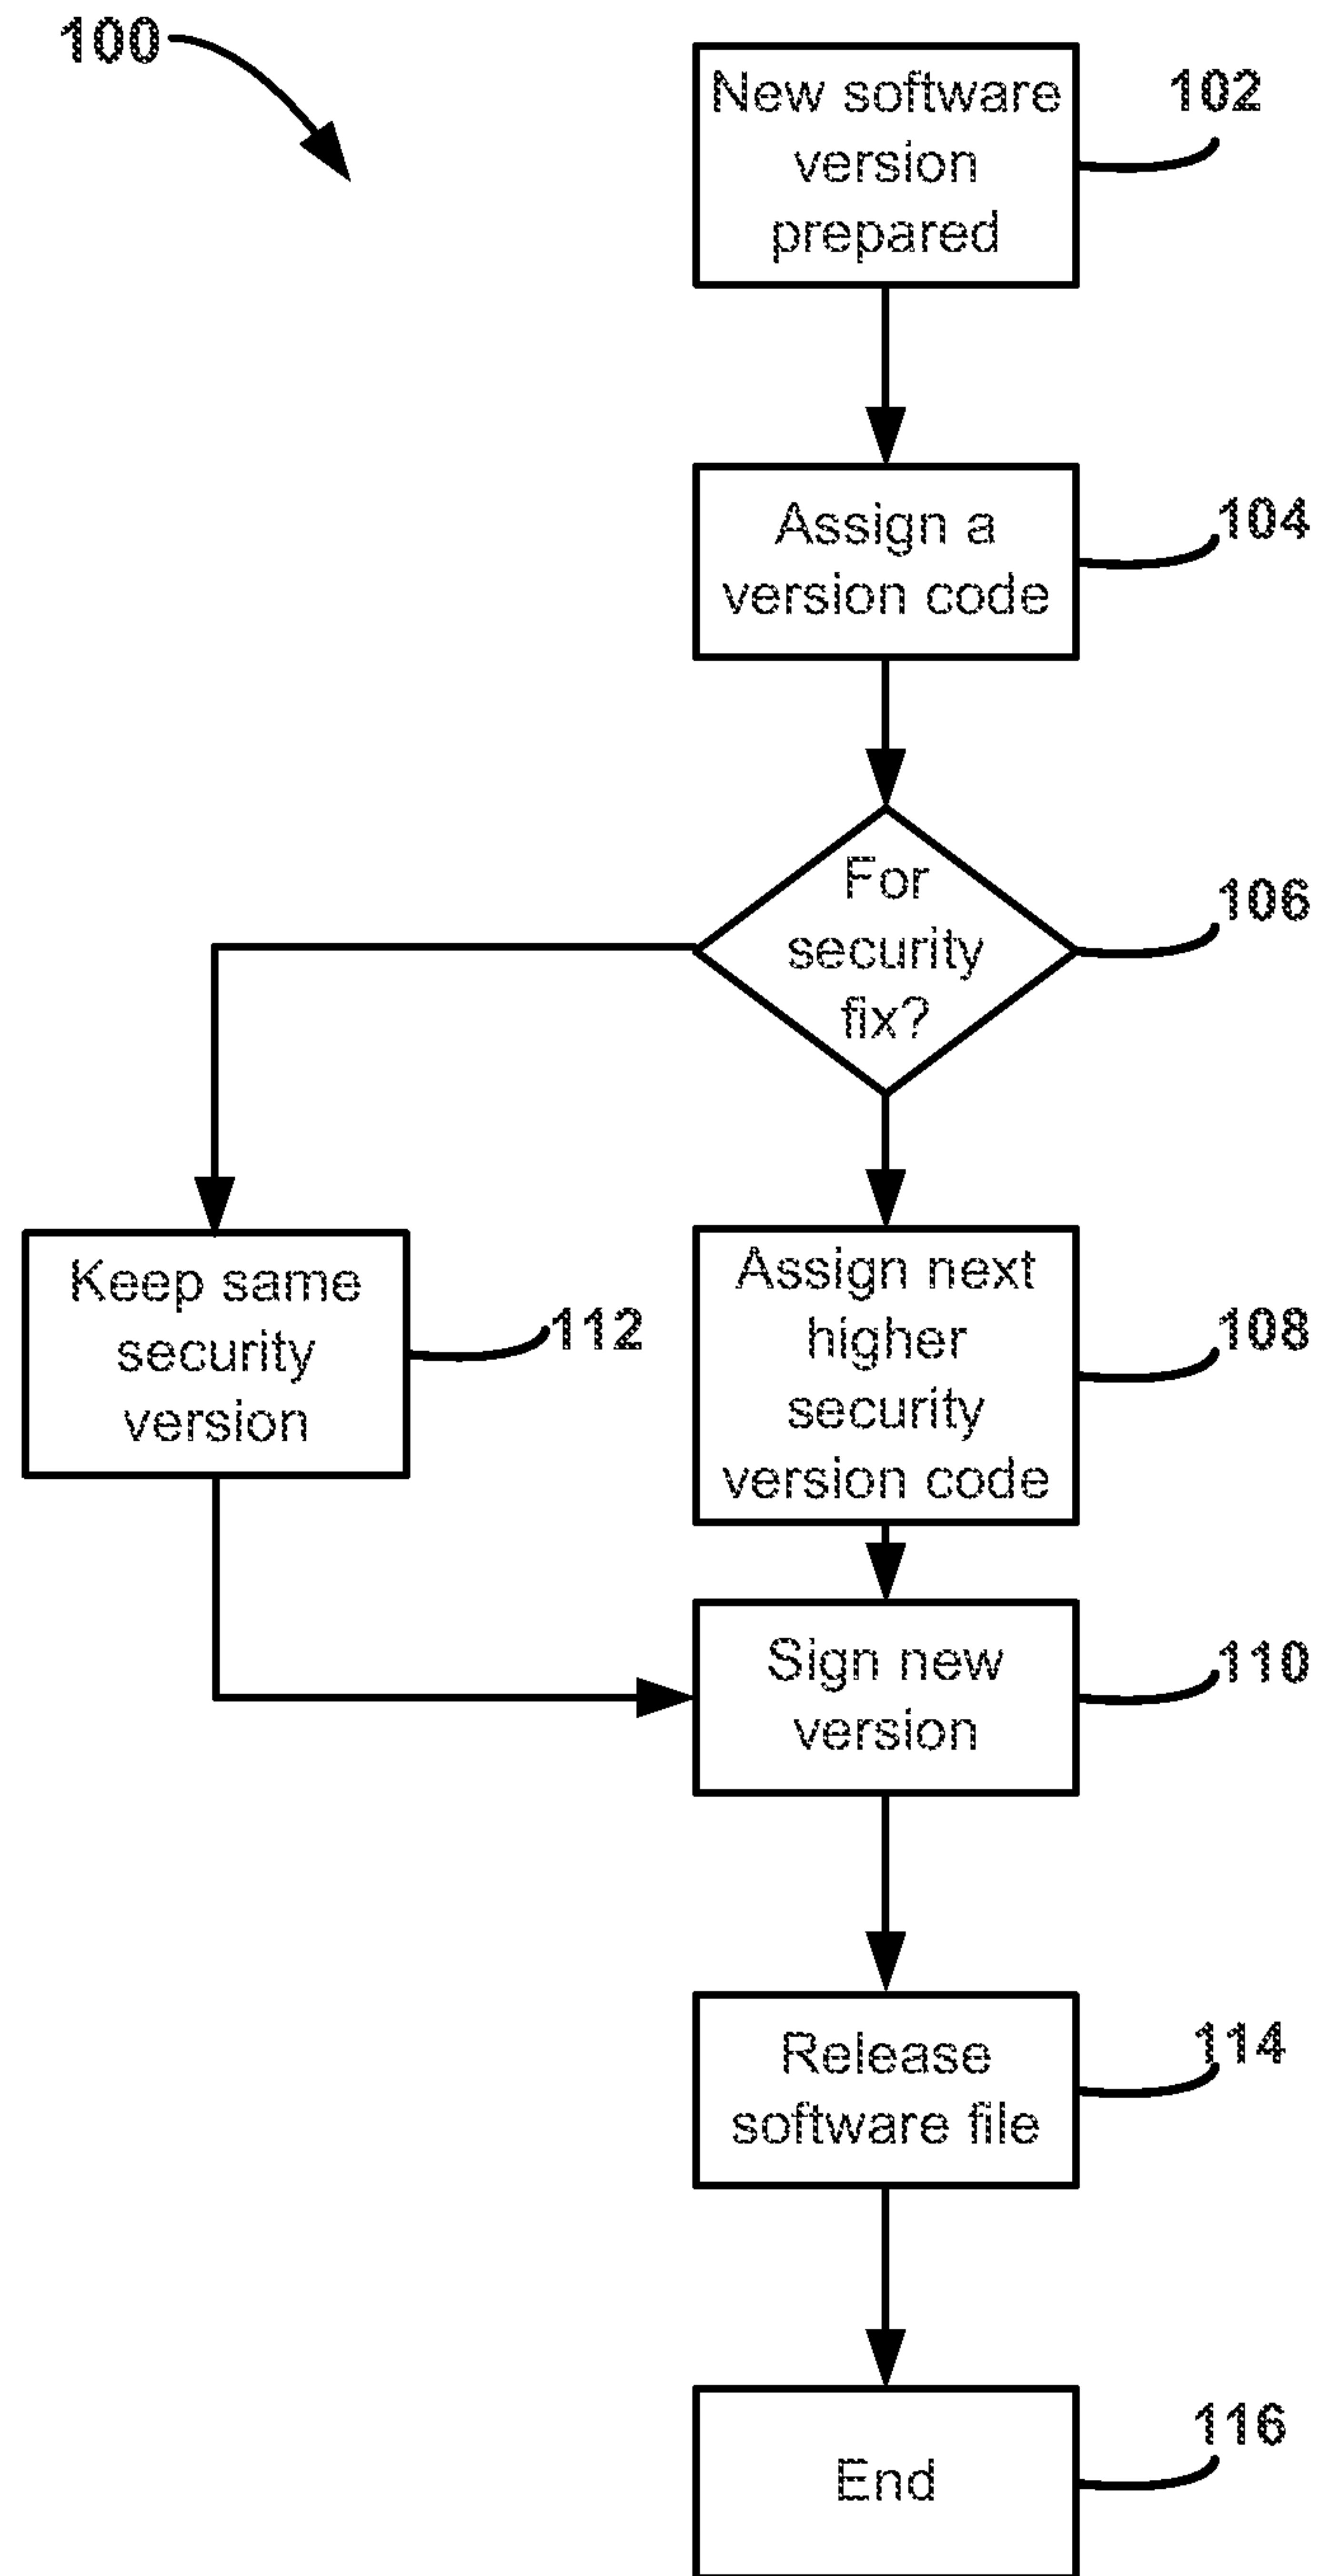 100
New software
version
prepared
102
Assign a
version code
104
For
security
fix?
106
Keep same
security
version
112
Assign next
higher
security
version code
108
Sign new
version
110
Release
software file
114
End
116